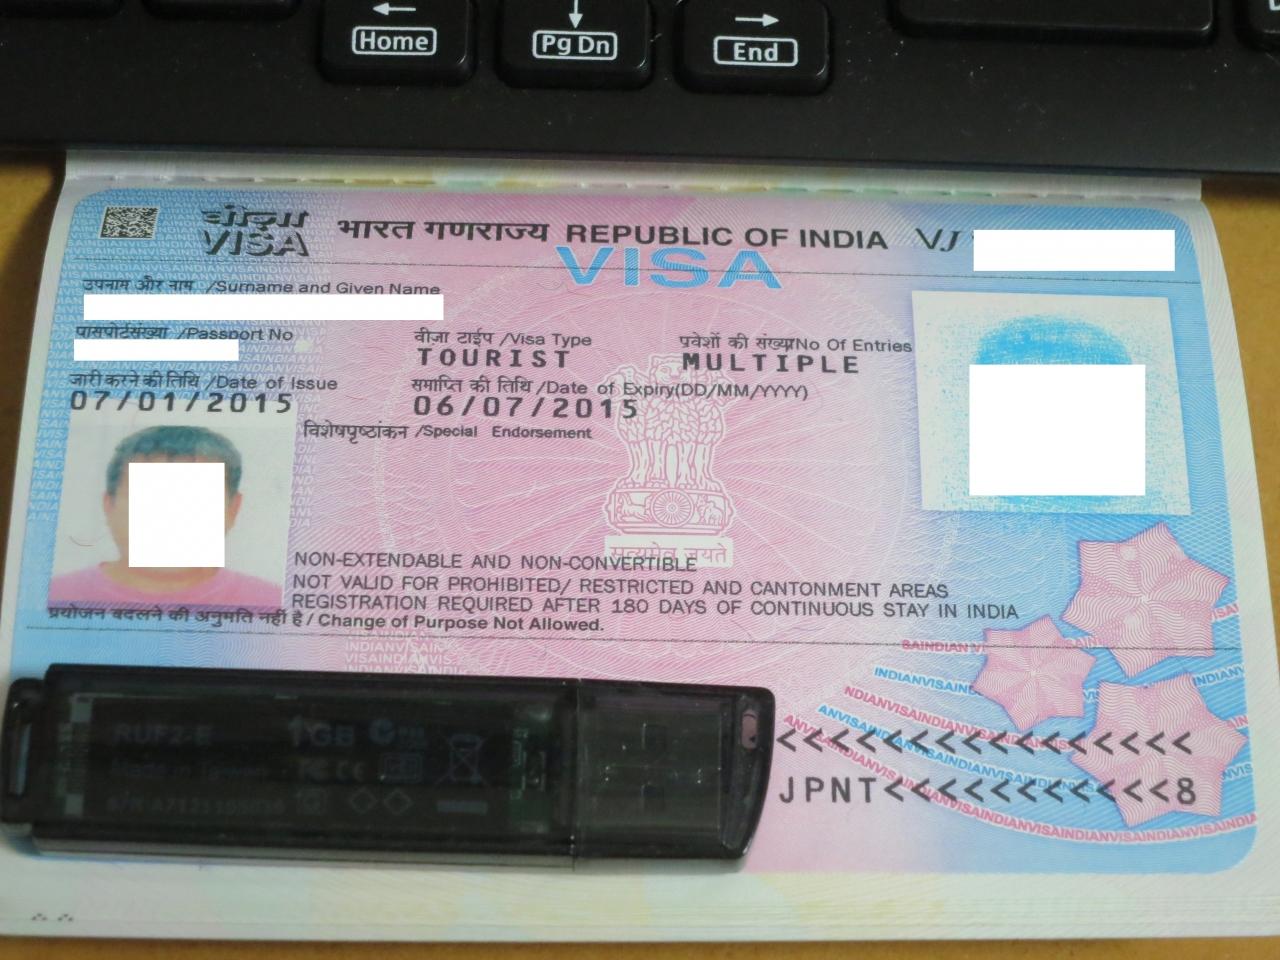 Home
Pg Dn
End
वीज़ा
VISA
भारत गणराज्य REPUBLIC OF INDIA VJ
VISA
उपनाम और नाम /Surname and Given Name
पासपोर्टसंख्या /Passport No
वीज़ा टाईप /Visa Type
प्रवेशों की संख्या/No Of Entries
TOURIST
MULTIPLE
जारी करने की तिथि /Date of Issue
समाप्ति की तिथि /Date of Expiry(DD/MM/YYYY)
07/01/2015
06/07/2015
विशेषपृष्ठांकन /Special Endorsement
सत्यमेव जयते
NON-EXTENDABLE AND NON-CONVERTIBLE
NOT VALID FOR PROHIBITED/ RESTRICTED AND CANTONMENT AREAS
REGISTRATION REQUIRED AFTER 180 DAYS OF CONTINUOUS STAY IN INDIA
प्रयोजन बदलने की अनुमति नहीं है / Change of Purpose Not Allowed.
RUF2-E 1GB
Made in Taiwan
<<<<<<<<<<<<<<<<<
JPNT<<<<<<<<<<<<8